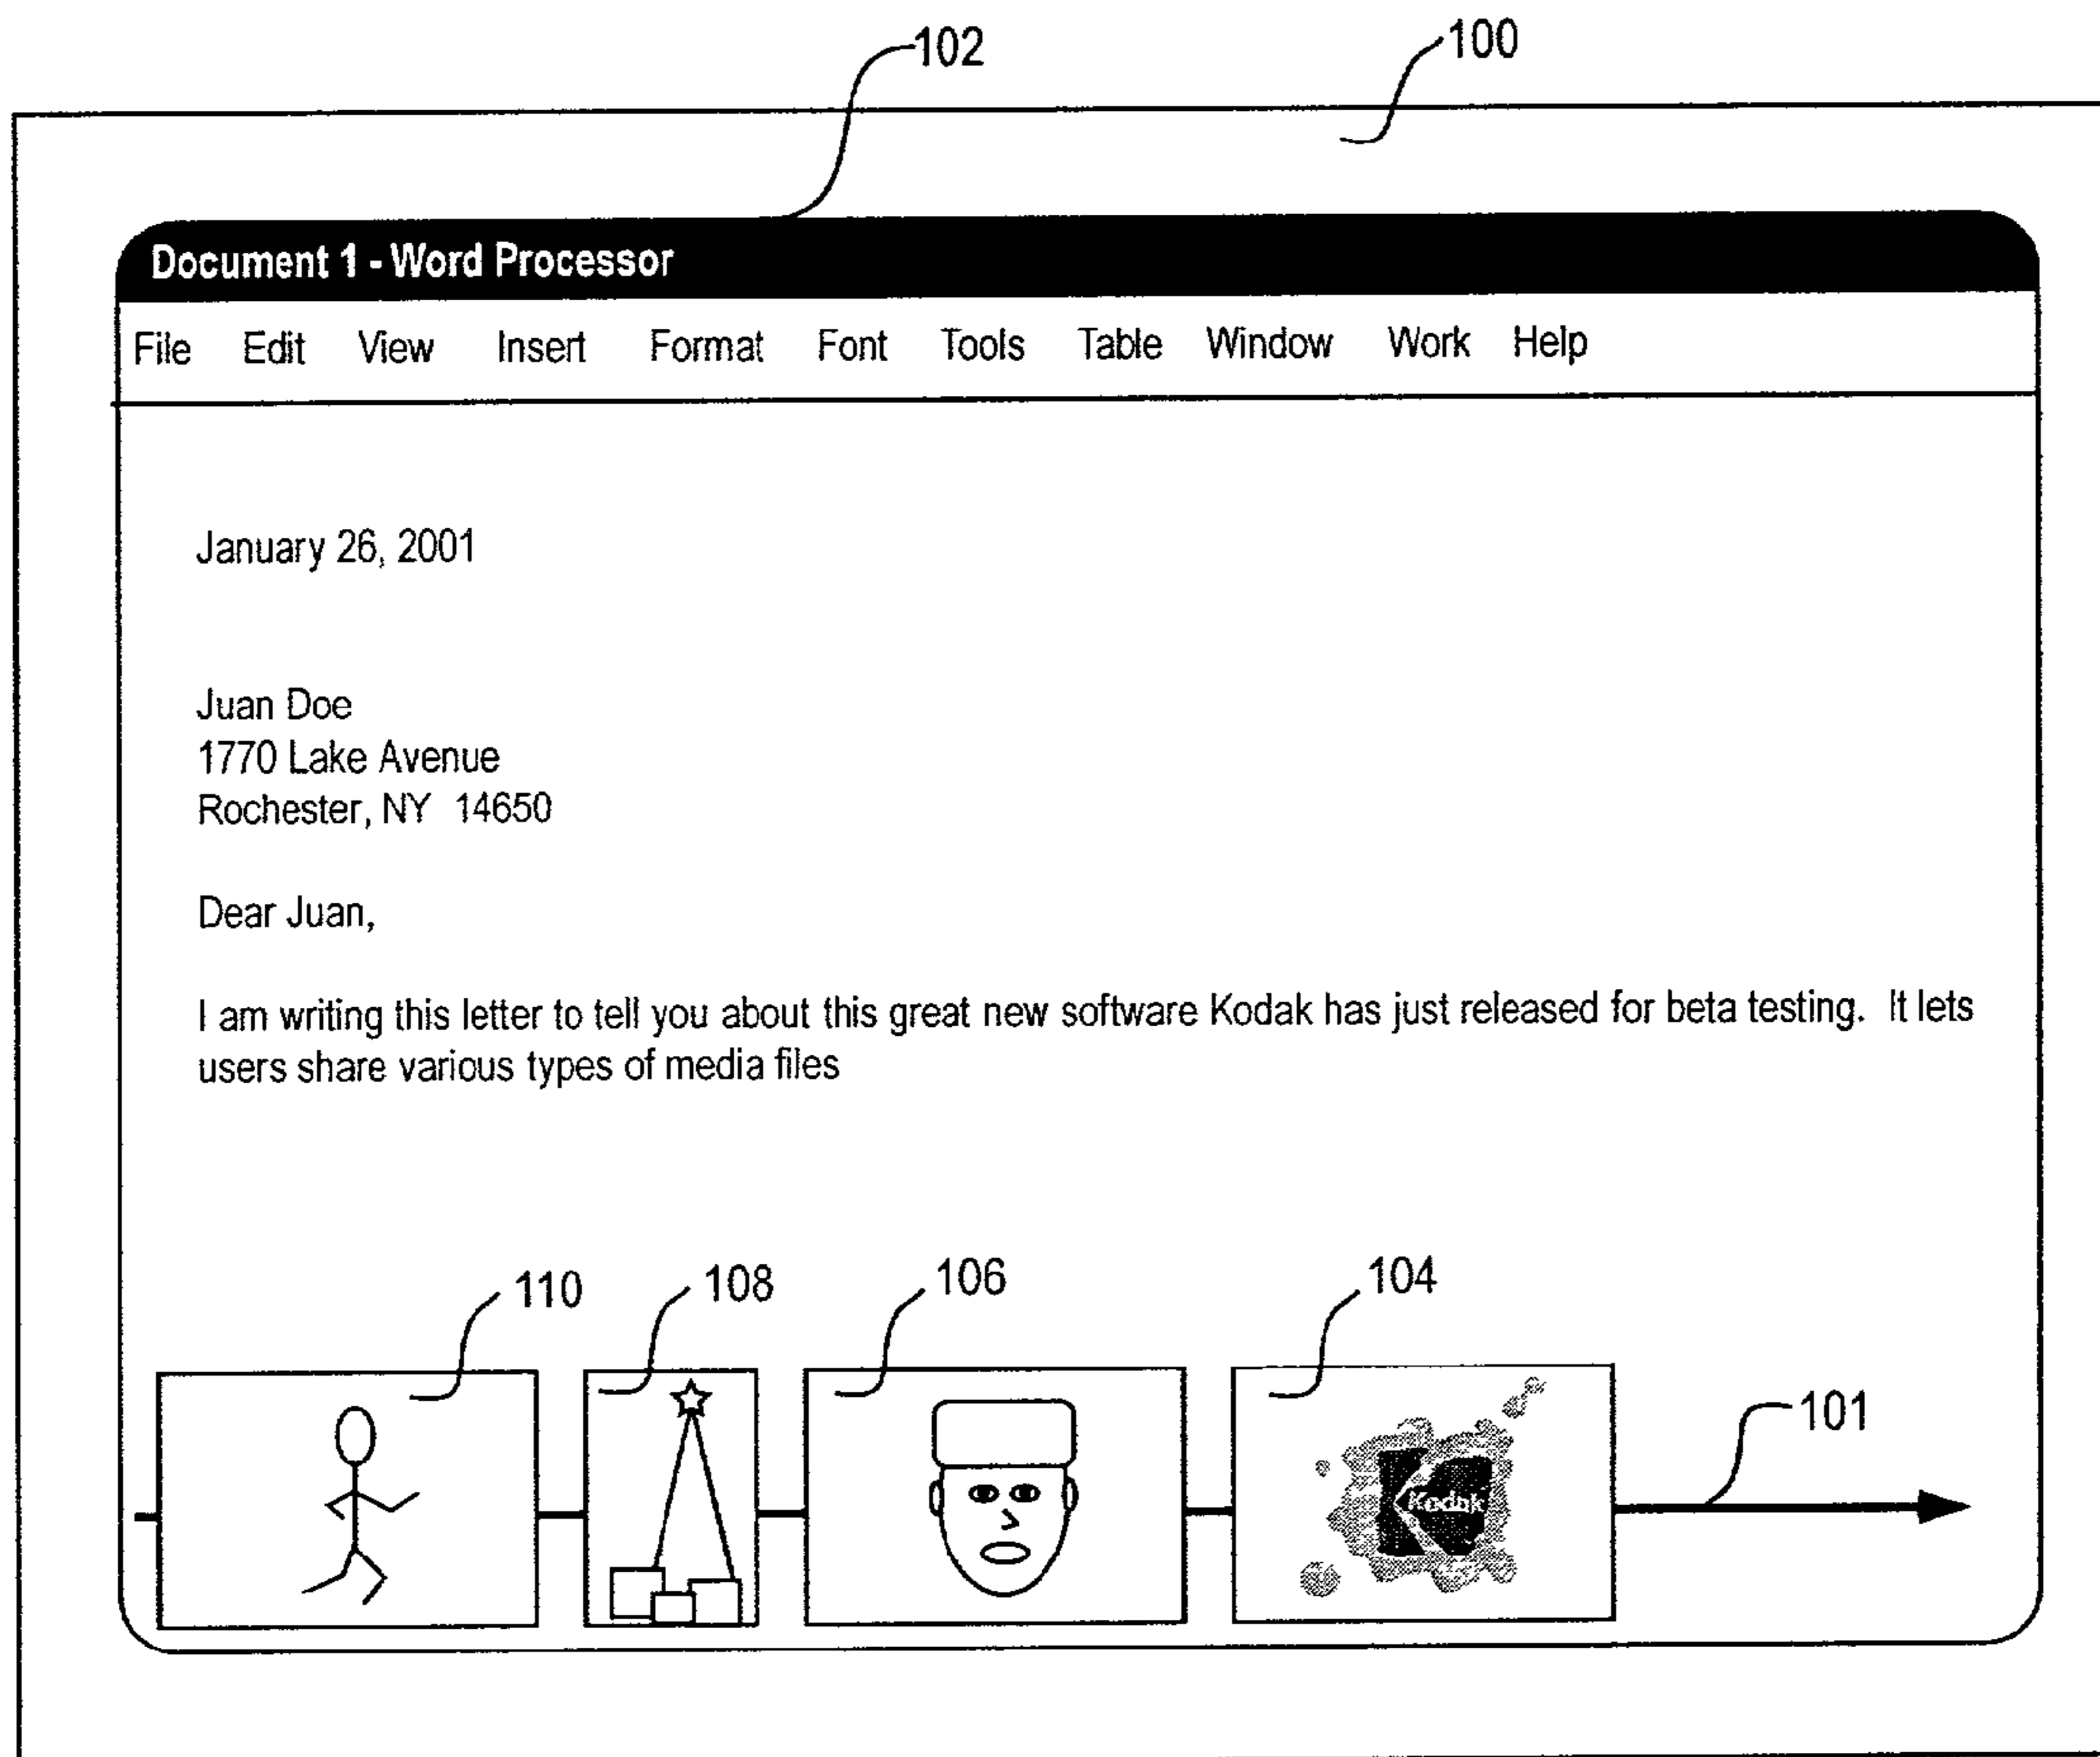 102
100
Document 1 - Word Processor
File Edit View Insert Format Font Tools Table Window Work Help
January 26, 2001
Juan Doe
1770 Lake Avenue
Rochester, NY 14650
Dear Juan,
I am writing this letter to tell you about this great new software Kodak has just released for beta testing. It lets
users share various types of media files
110
108
106
104
101
Kodak